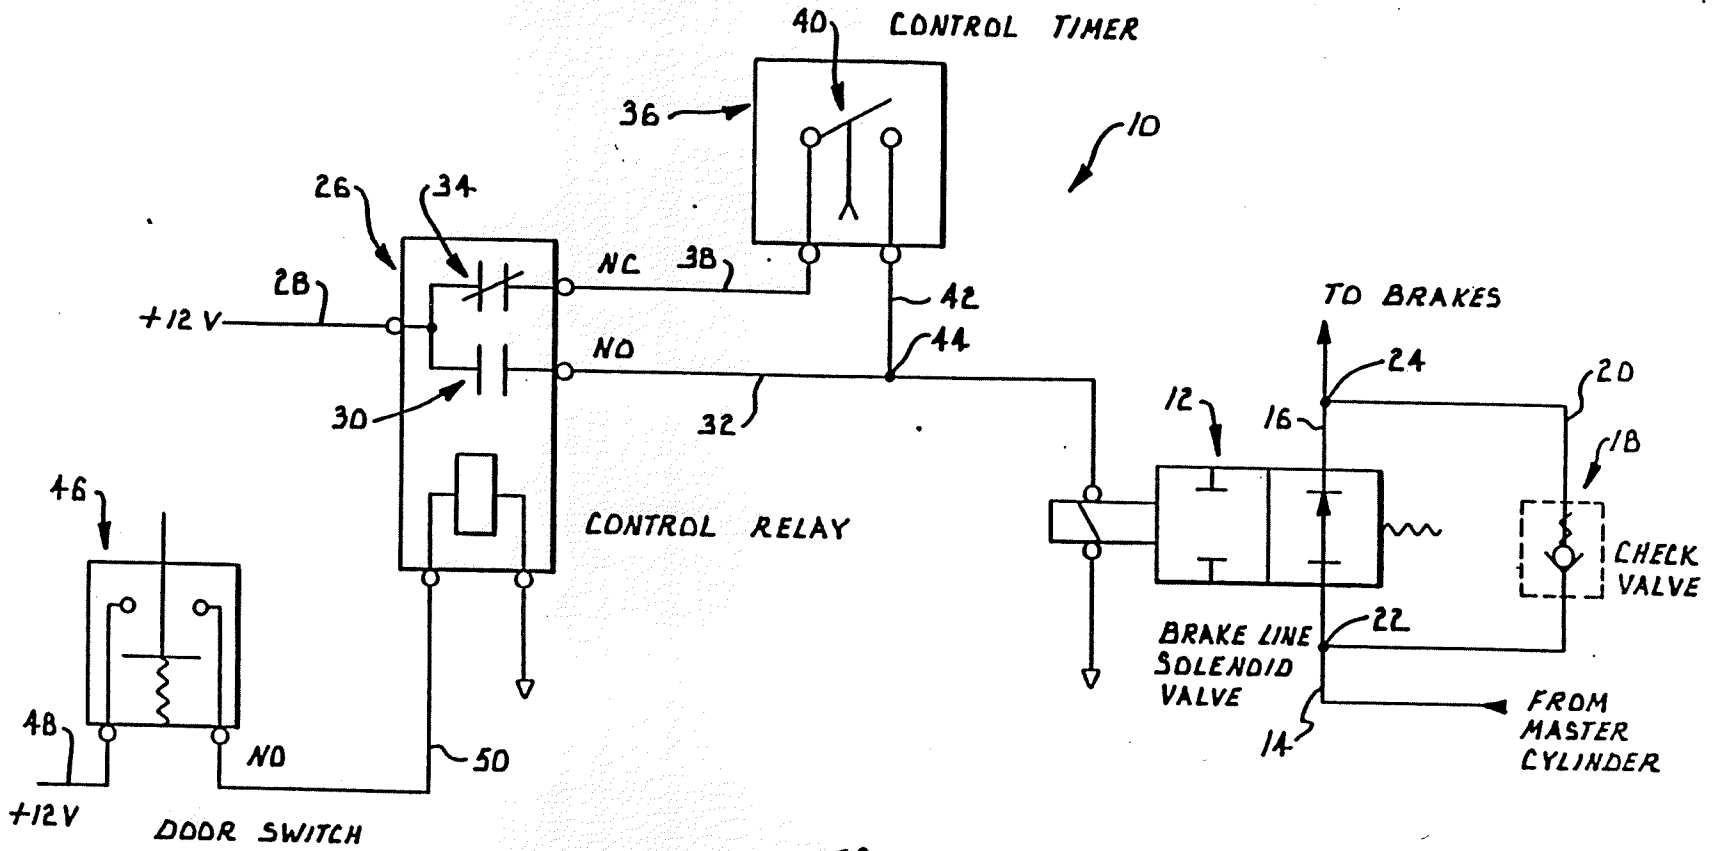 40
CONTROL TIMER
36
10
26
34
NC
38
28
+12 V
42
TO BRAKES
NO
44
24
20
30
32
12
16
18
46
CONTROL RELAY
CHECK
VALVE
22
BRAKE LINE
SOLENOID
VALVE
48
NO
50
14
FROM
MASTER
CYLINDER
+12V
DOOR SWITCH